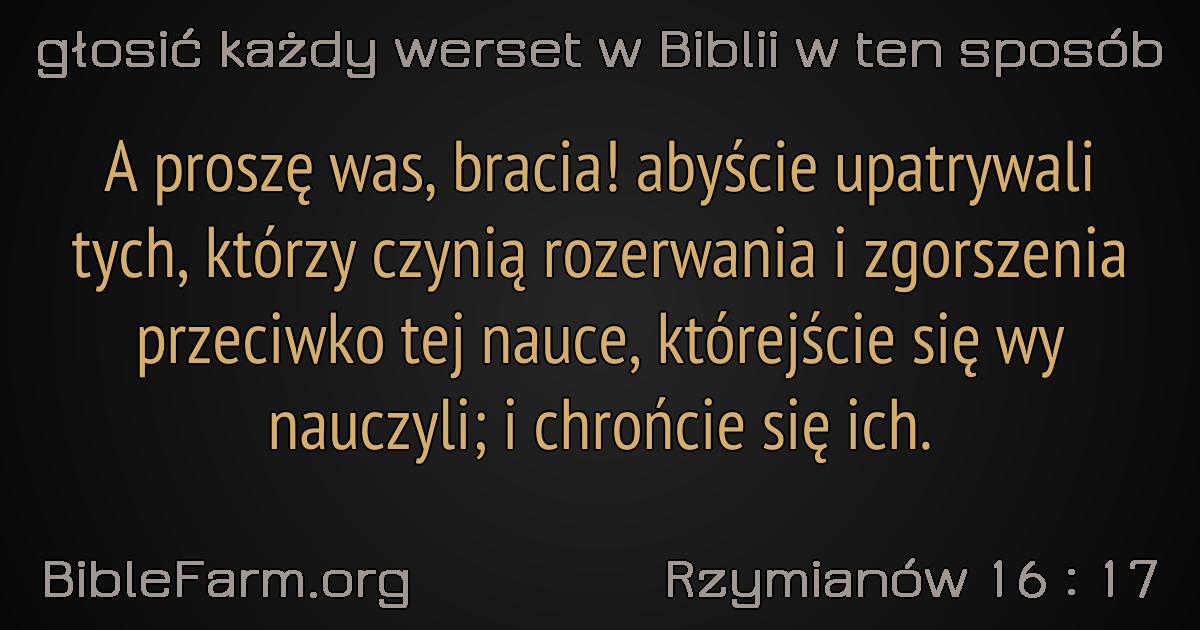 głosić każdy werset w Biblii w ten sposób
A proszę was, bracia! abyście upatrywali
tych, którzy czynią rozerwania i zgorszenia
przeciwko tej nauce, którejście się wy
nauczyli; i chrońcie się ich.
BibleFarm.org
Rzymianów 16 : 17